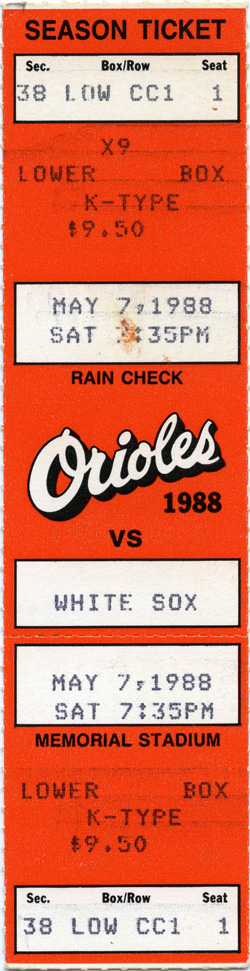 SEASON TICKET
Sec. Box/Row Seat
38 LOW CC1 1
X9
LOWER BOX
K-TYPE
$9.50
MAY 7,1988
SAT :35PM
RAIN CHECK
Orioles
1988
VS
WHITE SOX
MAY 7,1988
SAT 7:35PM
MEMORIAL STADIUM
LOWER BOX
K-TYPE
$9.50
Sec. Box/Row Seat
38 LOW CC1 1